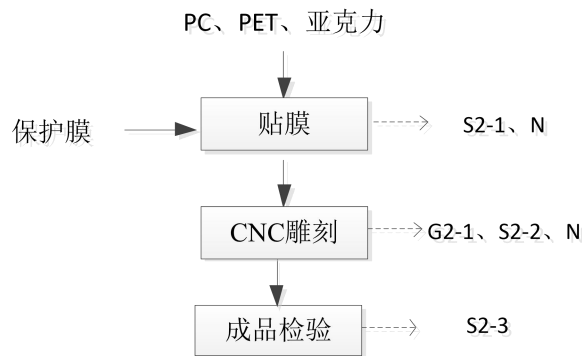 PC、PET、亚克力
保护膜
贴膜
S2-1、N
CNC雕刻
G2-1、S2-2、N
成品检验
S2-3